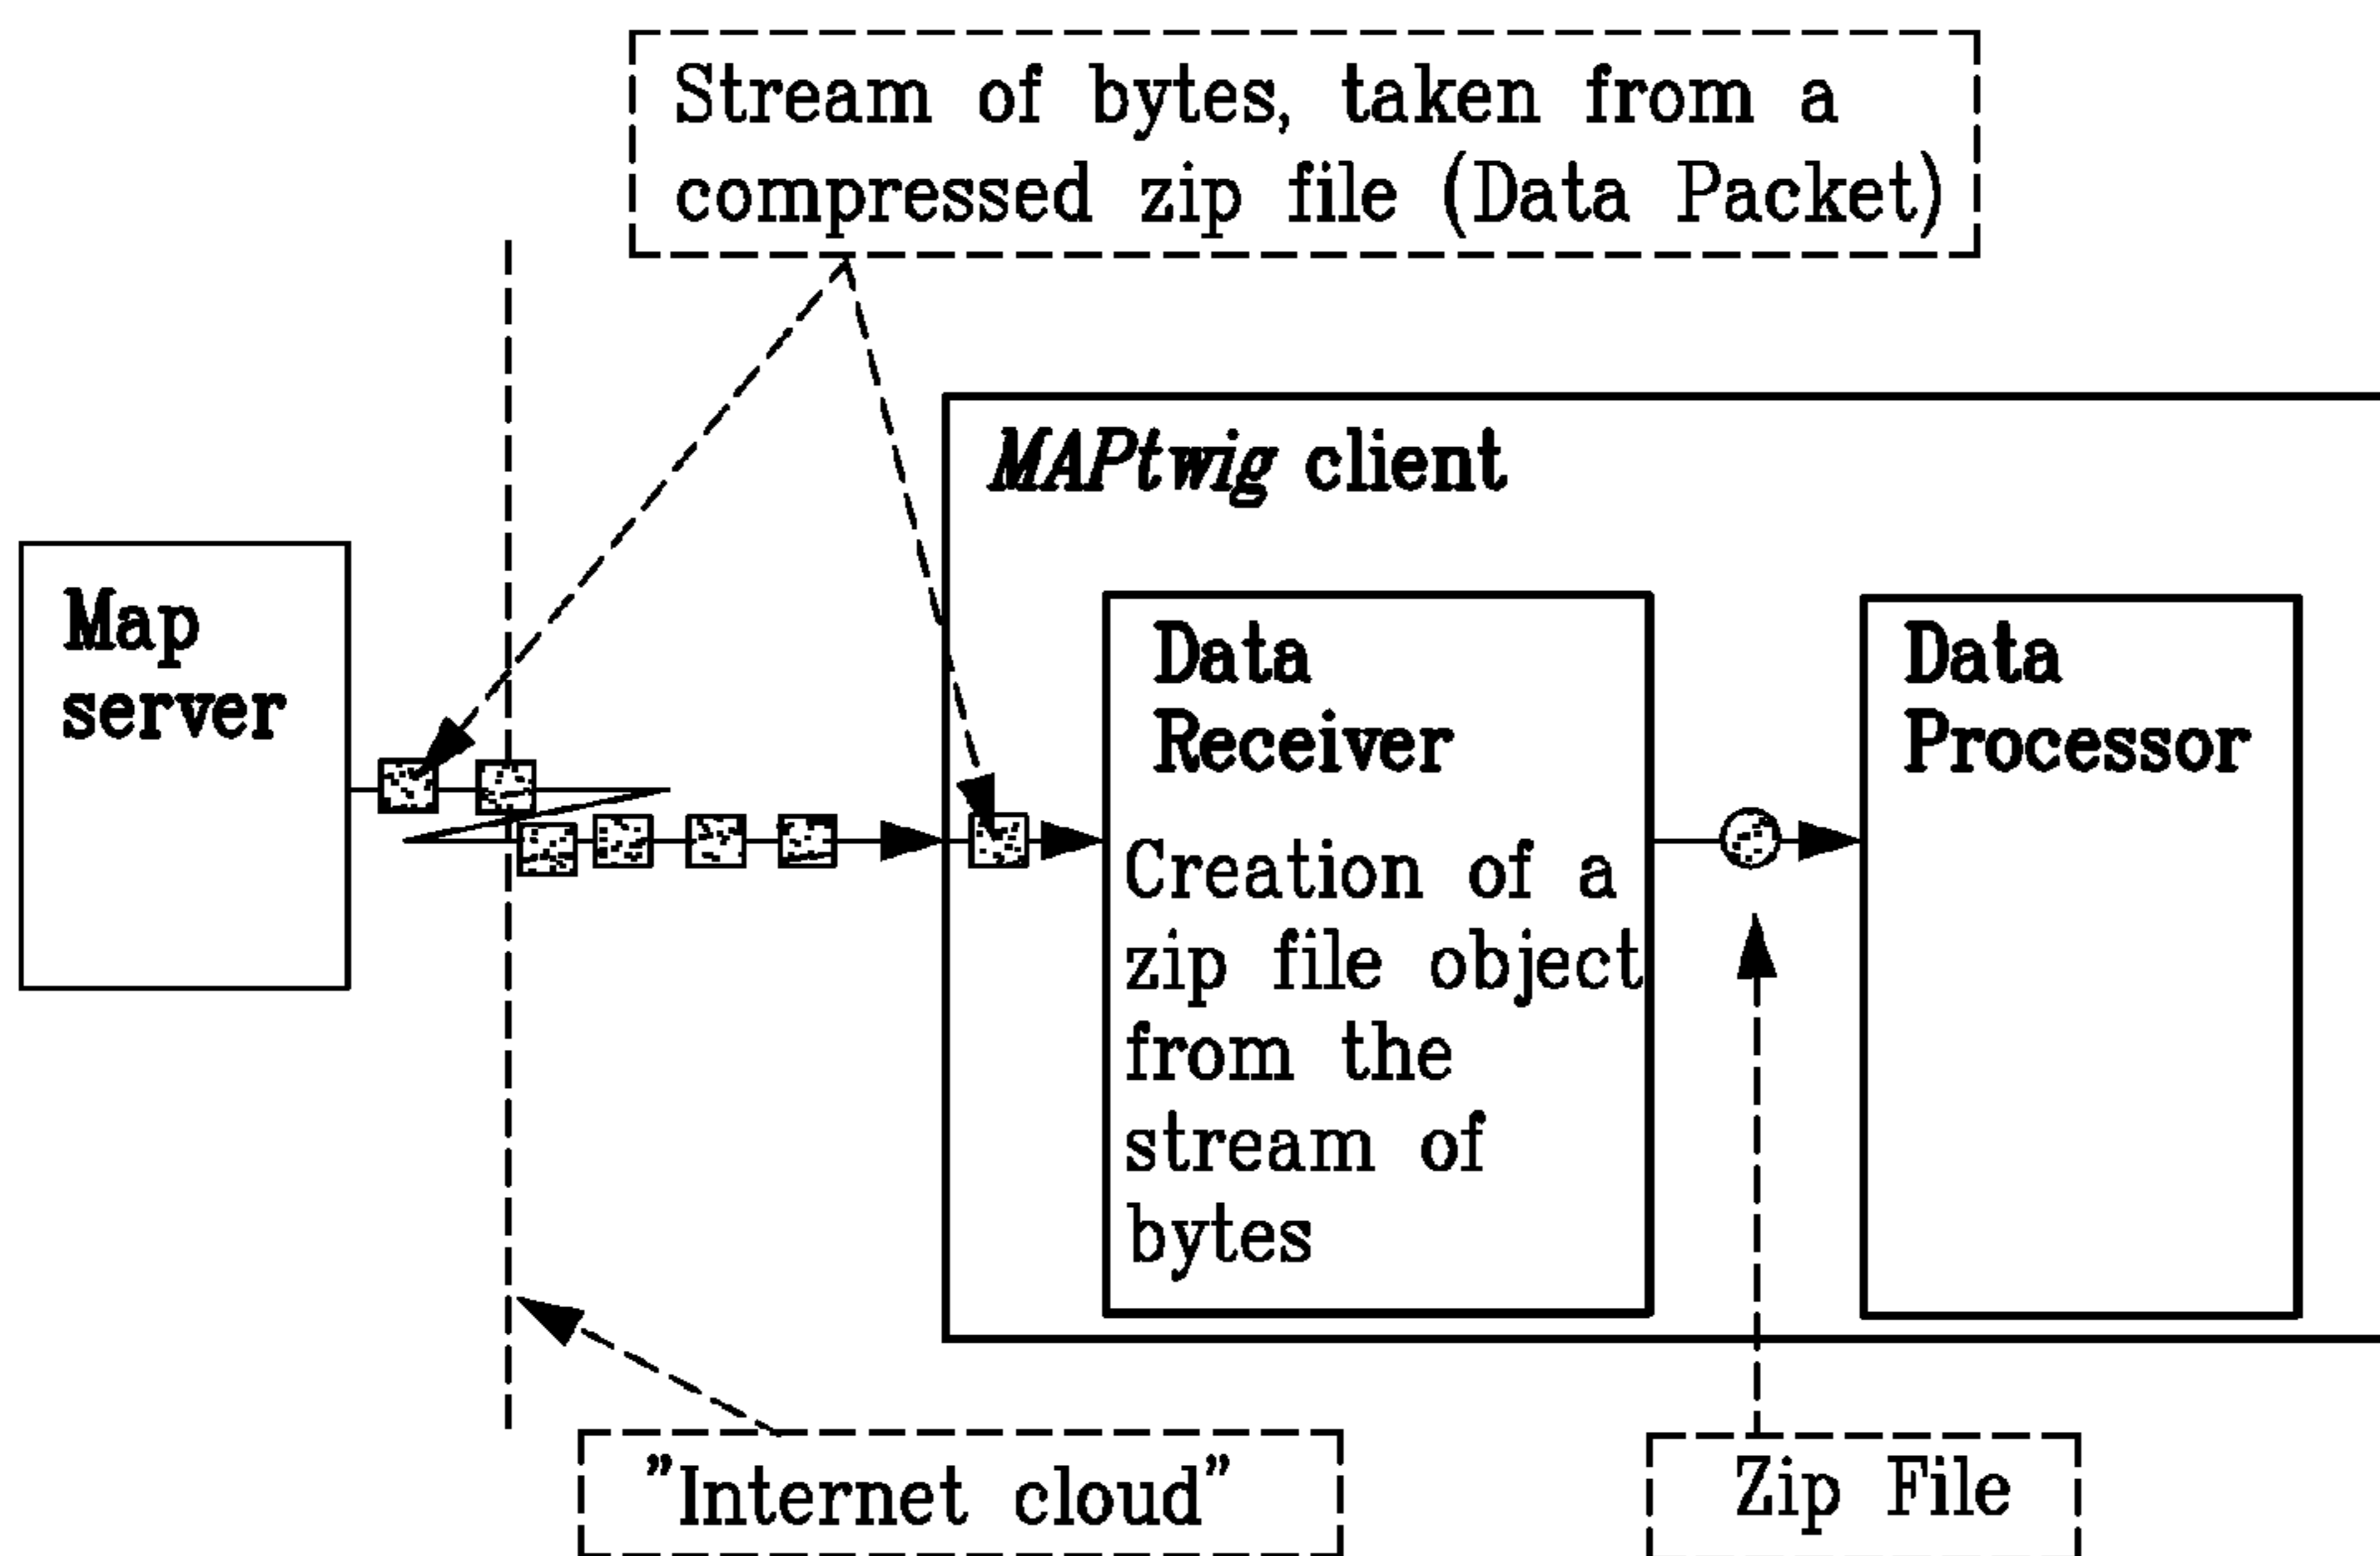 Stream of bytes, taken from a
compressed zip file (Data Packet)
MAPtwig client
Map
server
Data
Receiver
Creation of a
zip file object
from the
stream of
bytes
Data
Processor
"Internet cloud"
Zip File